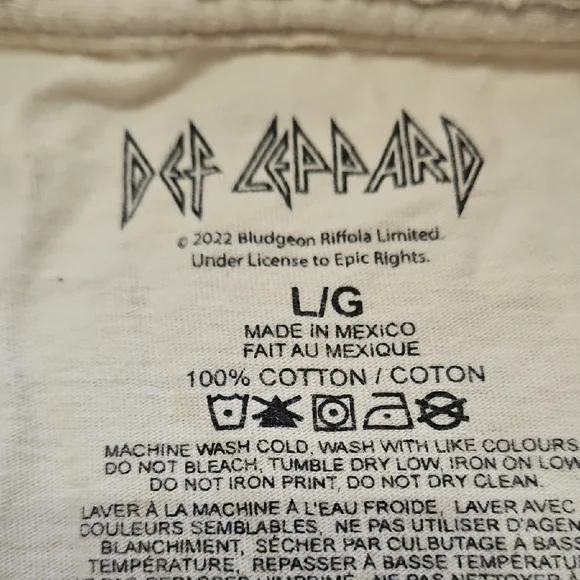 DEF LEPPARD
© 2022 Bludgeon Riffola Limited.
Under License to Epic Rights.
L/G
MADE IN MEXICO
FAIT AU MEXIQUE
100% COTTON / COTON
MACHINE WASH COLD, WASH WITH LIKE COLOURS
DO NOT BLEACH, TUMBLE DRY LOW, IRON ON LOW
DO NOT IRON PRINT, DO NOT DRY CLEAN.
LAVER À LA MACHINE À L'EAU FROIDE, LAVER AVEC
COULEURS SEMBLABLES, NE PAS UTILISER D'AGEN
BLANCHIMENT, SÉCHER PAR CULBUTAGE À BASS
TEMPÉRATURE, REPASSER À BASSE TEMPÉRATU